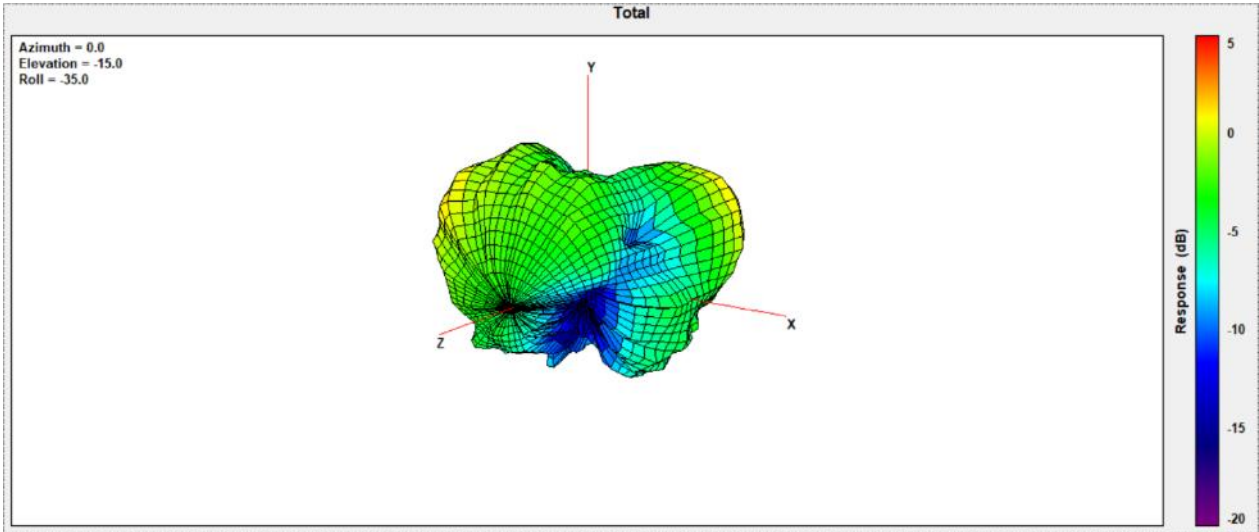 Total
Azimuth = 0.0
Elevation = -15.0
Roll = -35.0
Y
X
Z
5
0
-5
-10
-15
-20
Response (dB)